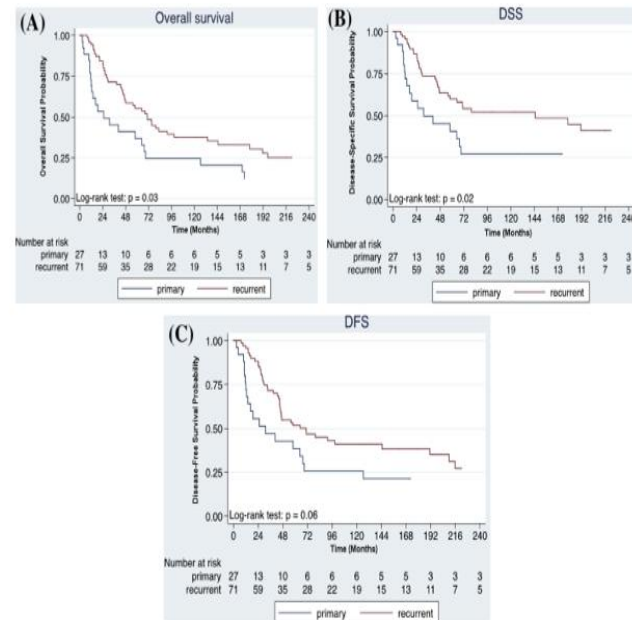 (A)
Overall survival
Overall Survival Probability
1.00
0.75
0.50
0.25
0.00
Log-rank test: p = 0.03
0 24 48 72 96 120 144 168 192 216 240
Time (Months)
Number at risk
primary 27 13 10 6 6 6 5 5 3 3 3
recurrent 71 59 35 28 22 19 15 13 11 7 5
primary recurrent
(B)
DSS
Disease-Specific Survival Probability
1.00
0.75
0.50
0.25
0.00
Log-rank test: p = 0.02
0 24 48 72 96 120 144 168 192 216 240
Time (Months)
Number at risk
primary 27 13 10 6 6 6 5 5 3 3 3
recurrent 71 59 35 28 22 19 15 13 11 7 5
primary recurrent
(C)
DFS
Disease-Free Survival Probability
1.00
0.75
0.50
0.25
0.00
Log-rank test: p = 0.06
0 24 48 72 96 120 144 168 192 216 240
Time (Months)
Number at risk
primary 27 13 10 6 6 6 5 5 3 3 3
recurrent 71 59 35 28 22 19 15 13 11 7 5
primary recurrent